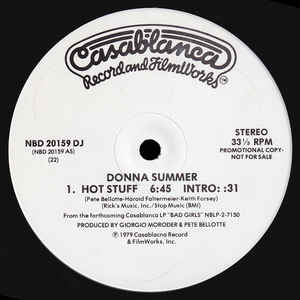 Casablanca
Record and FilmWorks
TM
NBD 20159 DJ
(NBD 20159 AS)
(22)
STEREO
33⅓ RPM
PROMOTIONAL COPY-
NOT FOR SALE
DONNA SUMMER
1. HOT STUFF 6:45 INTRO: :31
(Pete Bellotte-Harold Faltermeier-Keith Forsey)
(Rick's Music, Inc./Stop Music (BMI)
From the forthcoming Casablanca LP "BAD GIRLS" NBLP-2-7150
PRODUCED BY GIORGIO MORODER & PETE BELLOTTE
℗1979 Casablacna Record
& FilmWorks, Inc.